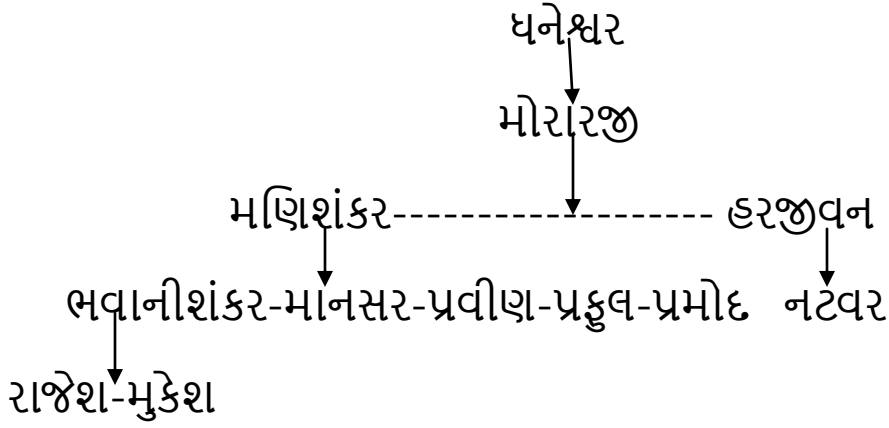 ધનેશ્વર
મોરારજી
મણિશંકર------------------- હરજીવન
ભવાનીશંકર-માનસર-પ્રવીણ-પ્રફુલ-પ્રમોદ નટવર
રાજેશ-મુકેશ